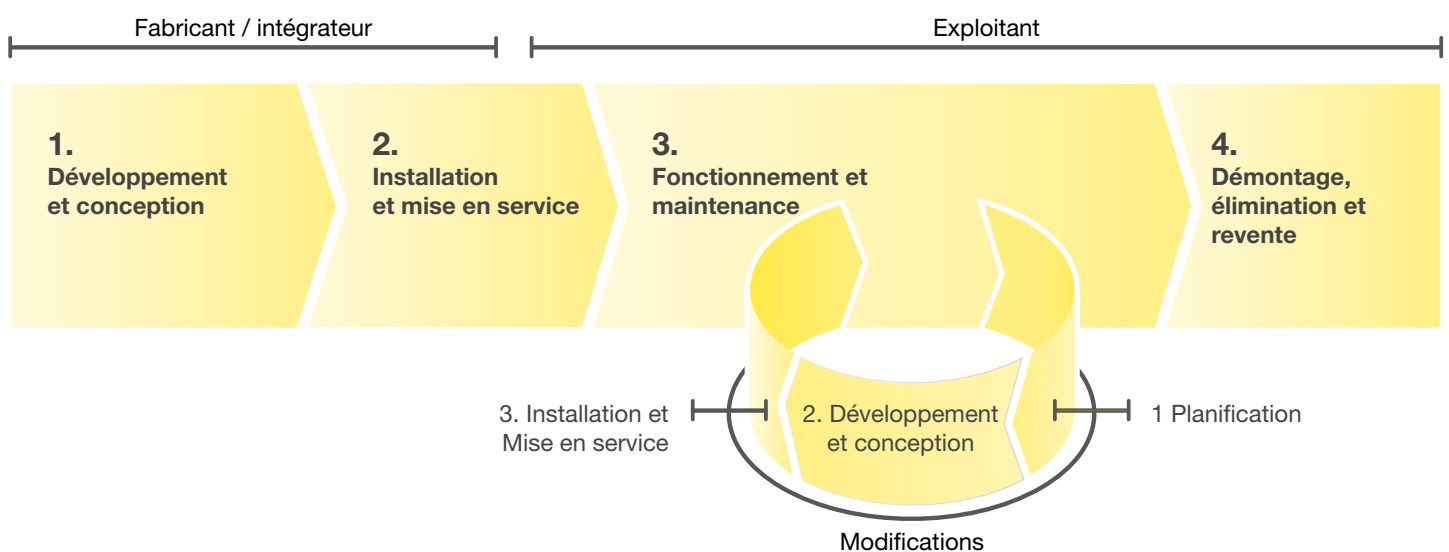 Fabricant / intégrateur
Exploitant
1.
Développement
et conception
2.
Installation
et mise en service
3.
Fonctionnement et
maintenance
4.
Démontage,
élimination et
revente
3. Installation et
Mise en service
2. Développement
et conception
1 Planification
Modifications